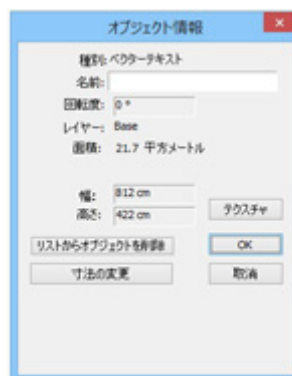 オブジェクト情報
種別: ベクターテキスト
名前:
回転度: 0 °
レイヤー: Base
面積: 21.7 平方メートル
幅: 812 cm
高さ: 422 cm
テクスチャ
リストからオブジェクトを削除
OK
寸法の変更
取消